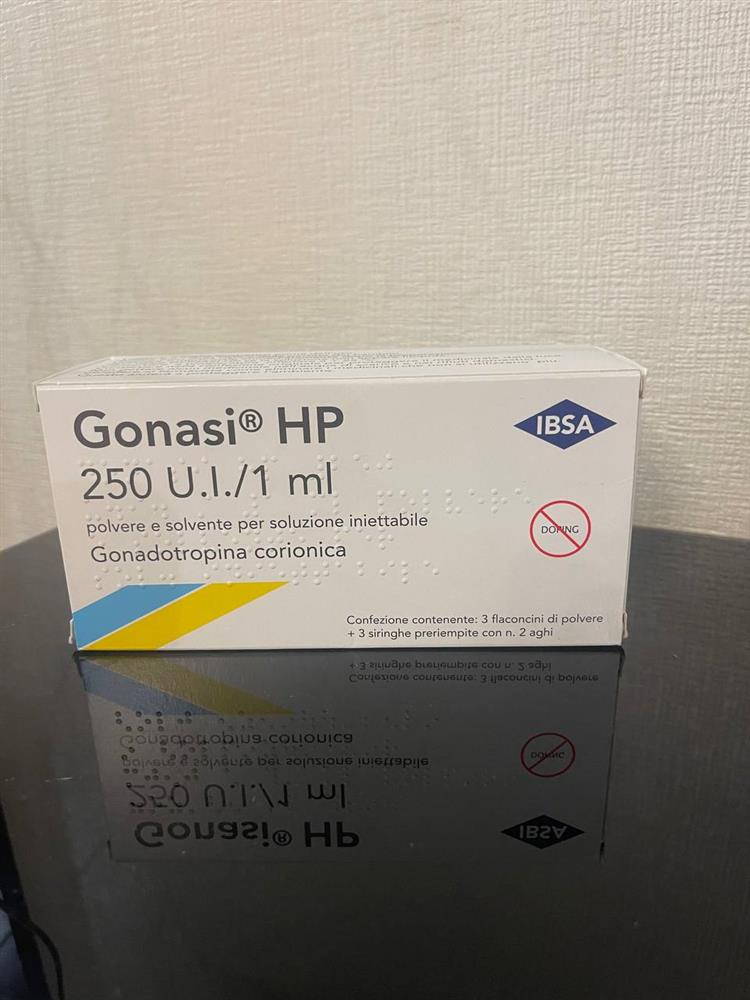 Gonasi® HP
IBSA
250 U.I./1 ml
polvere e solvente per soluzione iniettabile
DOPING
Gonadotropina corionica
Confezione contenente: 3 flaconcini di polvere
+ 3 siringhe preriempite con n. 2 aghi